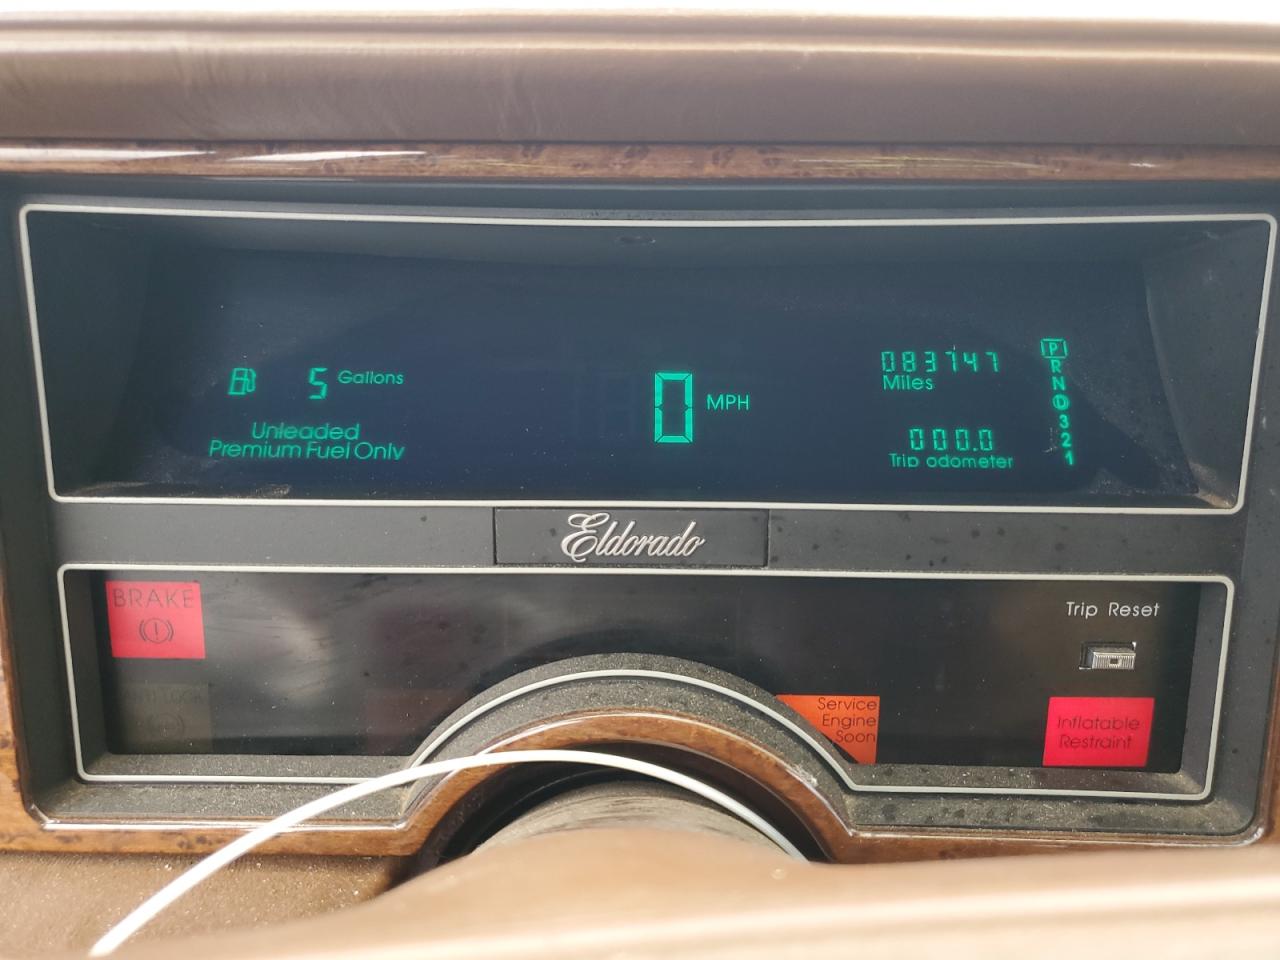 5 Gallons
Unleaded
Premium Fuel Only
0 MPH
083747
Miles
000.0
Trip odometer
P
R
N
D
3
2
1
Eldorado
BRAKE
(!)
Trip Reset
Service
Engine
Soon
Inflatable
Restraint